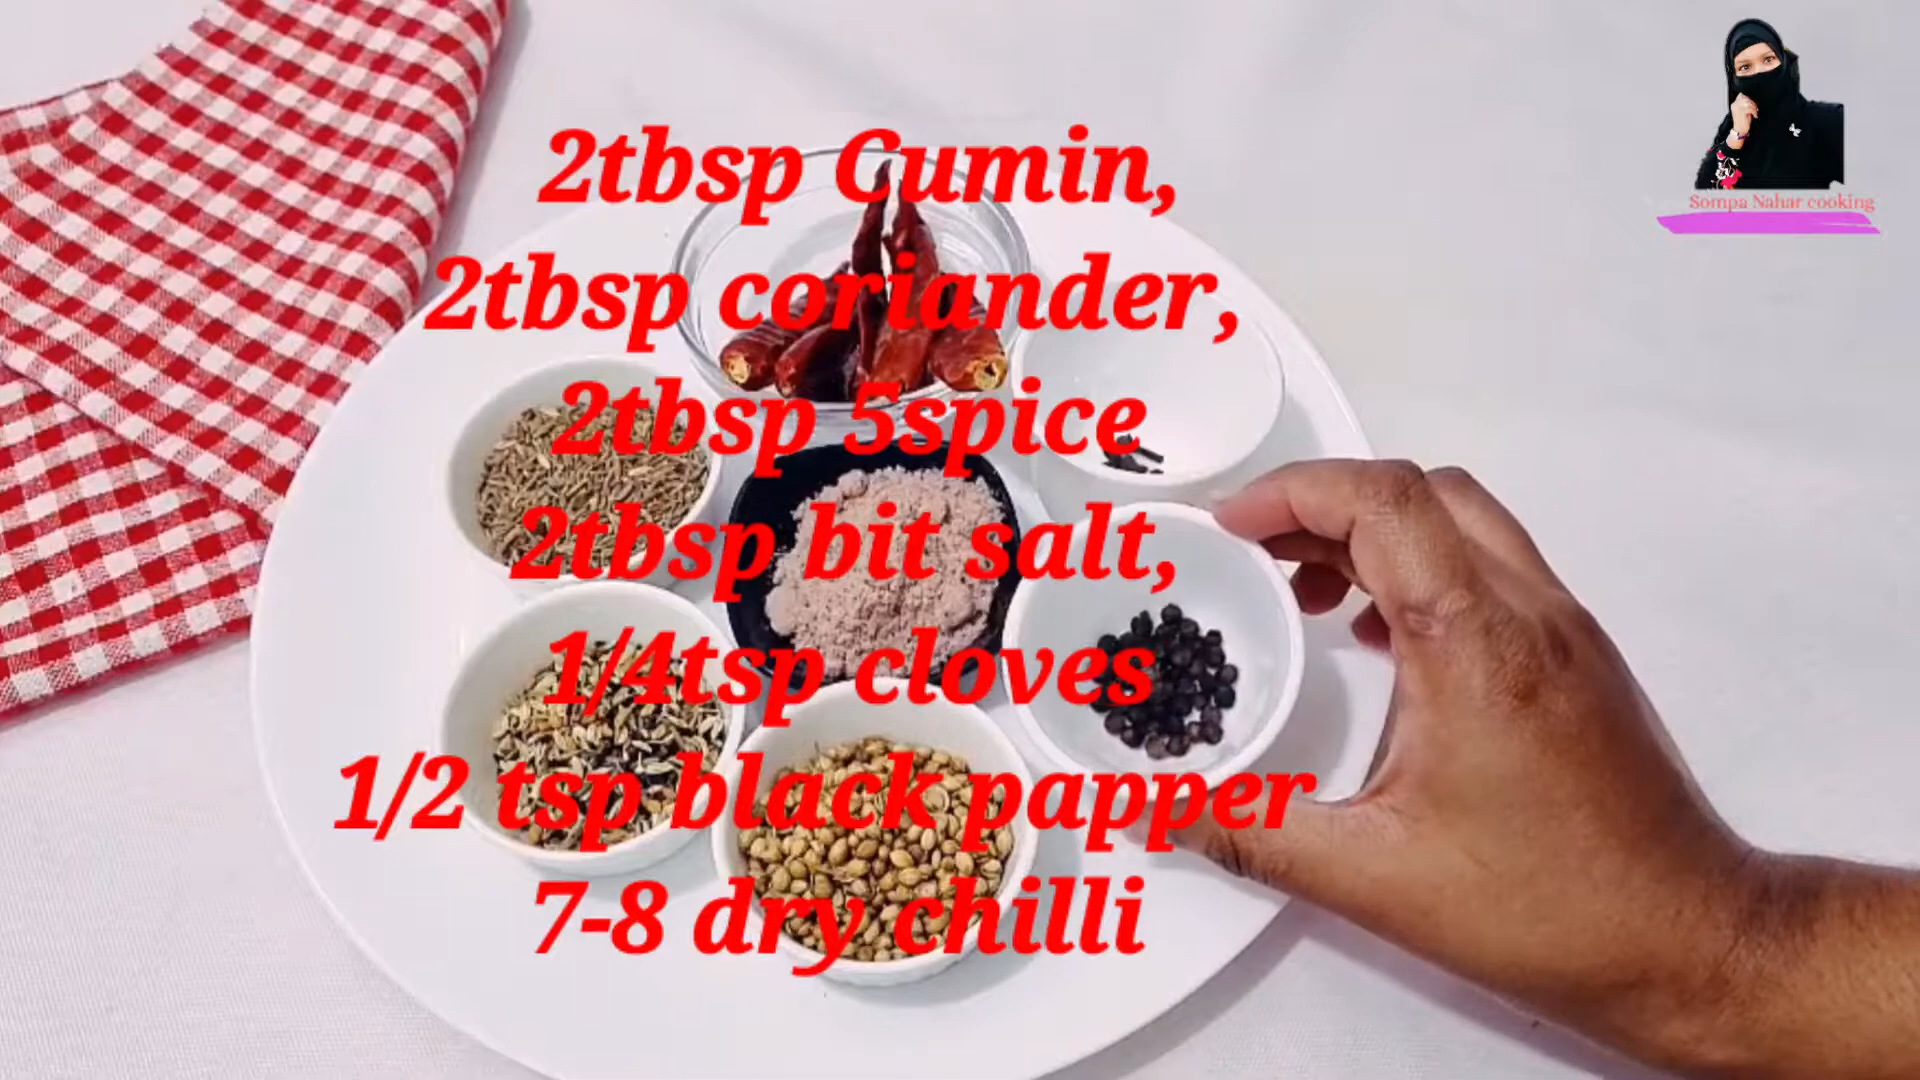 Sompa Nahar cooking
2tbsp Cumin,
2tbsp coriander,
2tbsp 5spice
2tbsp bit salt,
1/4tsp cloves
1/2 tsp black papper
7-8 dry chilli